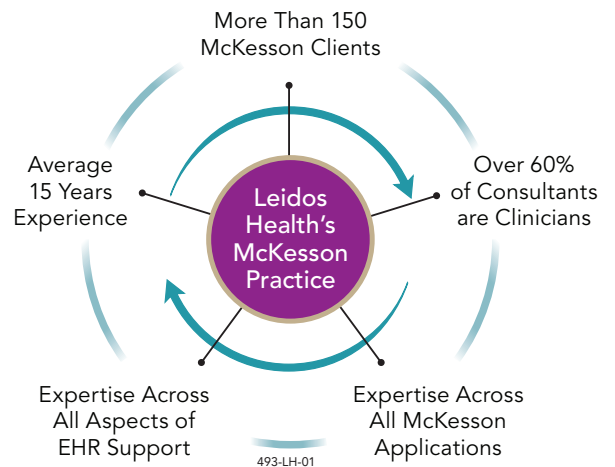 More Than 150
McKesson Clients
Average
15 Years
Experience
Leidos
Health's
McKesson
Practice
Over 60%
of Consultants
are Clinicians
Expertise Across
All Aspects of
EHR Support
Expertise Across
All McKesson
Applications
493-LH-01